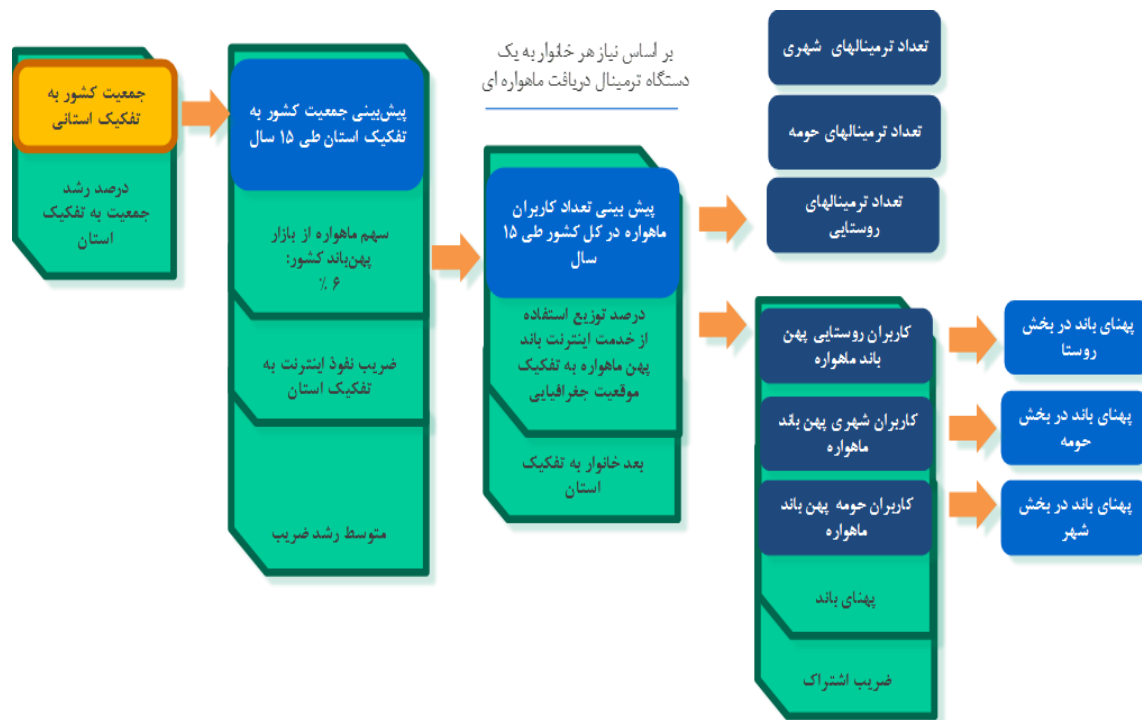 جمعیت کشور به
تفکیک استانی
درصد رشد
جمعیت به تفکیک
استان
پیش‌بینی جمعیت کشور به
تفکیک استان طی ۱۵ سال
سهم ماهواره از بازار
پهن‌باند کشور:
۶ ٪
ضریب نفوذ اینترنت به
تفکیک استان
متوسط رشد ضریب
بر اساس نیاز هر خانوار به یک
دستگاه ترمینال دریافت ماهواره ای
پیش بینی تعداد کاربران
ماهواره در کل کشور طی ۱۵
سال
درصد توزیع استفاده
از خدمت اینترنت باند
پهن ماهواره به تفکیک
موقعیت جغرافیایی
بعد خانوار به تفکیک
استان
تعداد ترمینالهای شهری
تعداد ترمینالهای حومه
تعداد ترمینالهای
روستایی
کاربران روستایی پهن
باند ماهواره
کاربران شهری پهن باند
ماهواره
کاربران حومه پهن باند
ماهواره
پهنای باند
ضریب اشتراک
پهنای باند در بخش
روستا
پهنای باند در بخش
حومه
پهنای باند در بخش
شهر